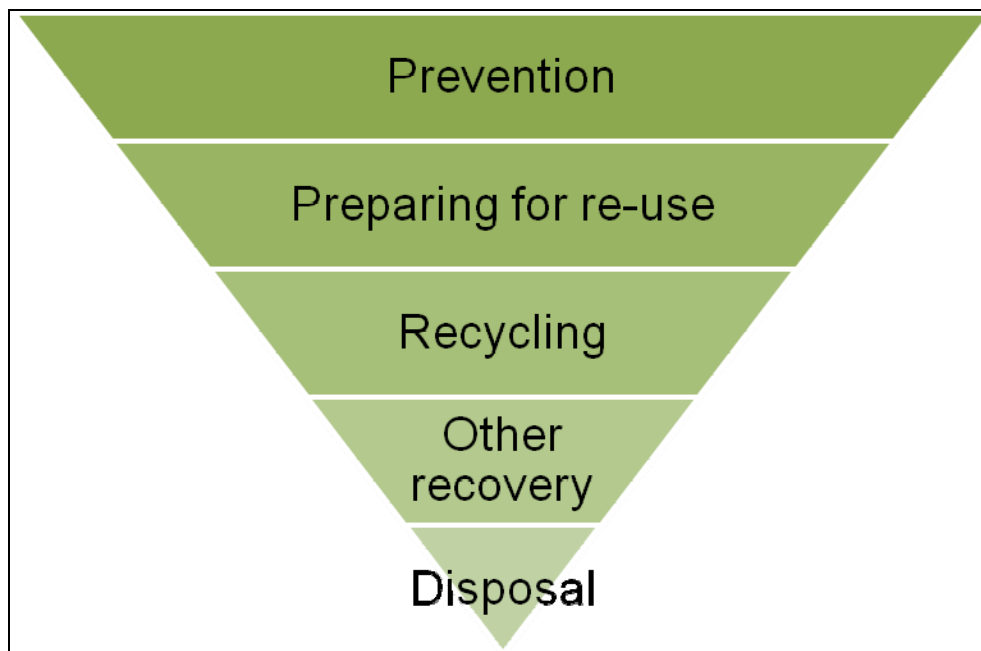 Prevention
Preparing for re-use
Recycling
Other
recovery
Disposal